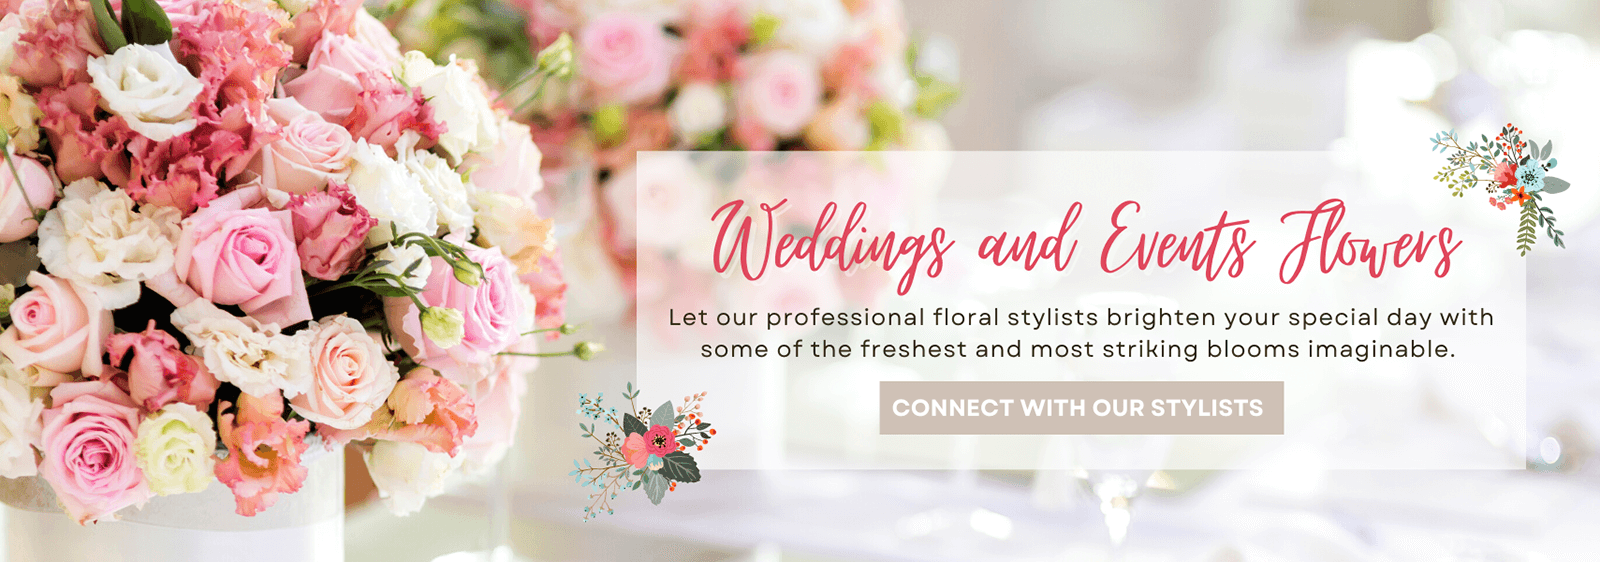 Weddings and Events Flowers
Let our professional floral stylists brighten your special day with
some of the freshest and most striking blooms imaginable.
CONNECT WITH OUR STYLISTS